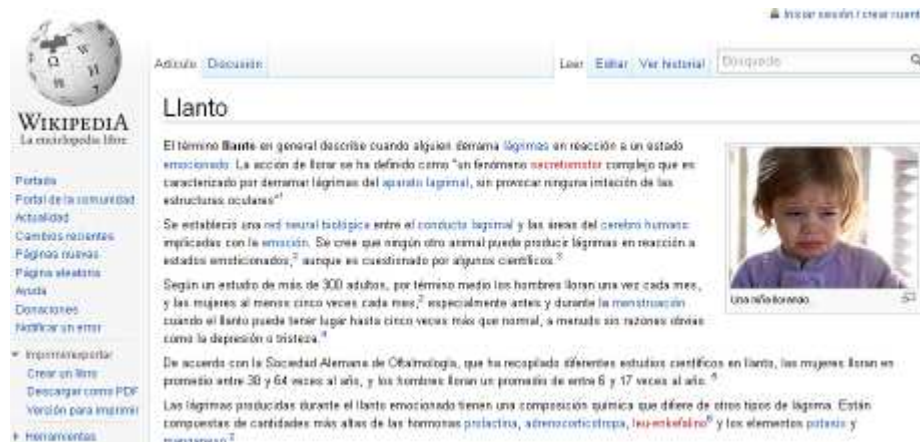 Iniciar sesión / crear cuent
WIKIPEDIA
La enciclopedia libre
Portada
Portal de la comunidad
Actualidad
Cambios recientes
Páginas nuevas
Página aleatoria
Ayuda
Donaciones
Notificar un error
Imprimir/exportar
Crear un libro
Descargar como PDF
Versión para imprimir
Herramientas
Artículo Discusión
Leer Editar Ver historial Búsqueda
Llanto
El término llanto en general describe cuando alguien derrama lágrimas en reacción a un estado
emocionado. La acción de llorar se ha definido como "un fenómeno secretomotor complejo que es
caracterizado por derramar lágrimas del aparato lagrimal, sin provocar ninguna irritación de las
estructuras oculares"1
Se estableció una red neural biológica entre el conducto lagrimal y las áreas del cerebro humano
implicadas con la emoción. Se cree que ningún otro animal puede producir lágrimas en reacción a
estados emocionados,2 aunque es cuestionado por algunos científicos.3
Según un estudio de más de 300 adultos, por término medio los hombres lloran una vez cada mes,
y las mujeres al menos cinco veces cada mes,2 especialmente antes y durante la menstruación
cuando el llanto puede tener lugar hasta cinco veces más que normal, a menudo sin razones obvias
como la depresión o tristeza.4
De acuerdo con la Sociedad Alemana de Oftalmología, que ha recopilado diferentes estudios científicos en llanto, las mujeres lloran en
promedio entre 30 y 64 veces al año, y los hombres lloran un promedio de entre 6 y 17 veces al año.
Las lágrimas producidas durante el llanto emocionado tienen una composición química que difiere de otros tipos de lágrima. Están
compuestas de cantidades más altas de las hormonas prolactina, adrenocorticotropa, leu-enkefalino6 y los elementos potasio y
manganeso.2
Una niña llorando.